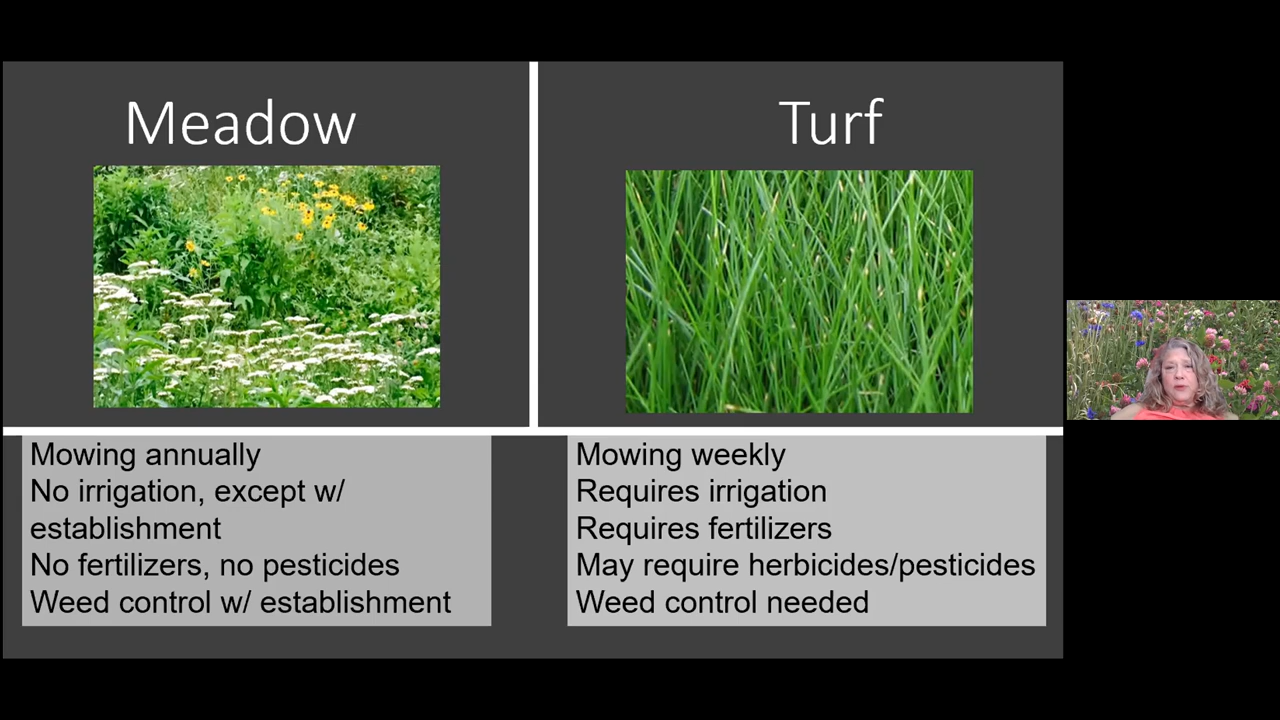 Meadow
Turf
Mowing annually
No irrigation, except w/
establishment
No fertilizers, no pesticides
Weed control w/ establishment
Mowing weekly
Requires irrigation
Requires fertilizers
May require herbicides/pesticides
Weed control needed